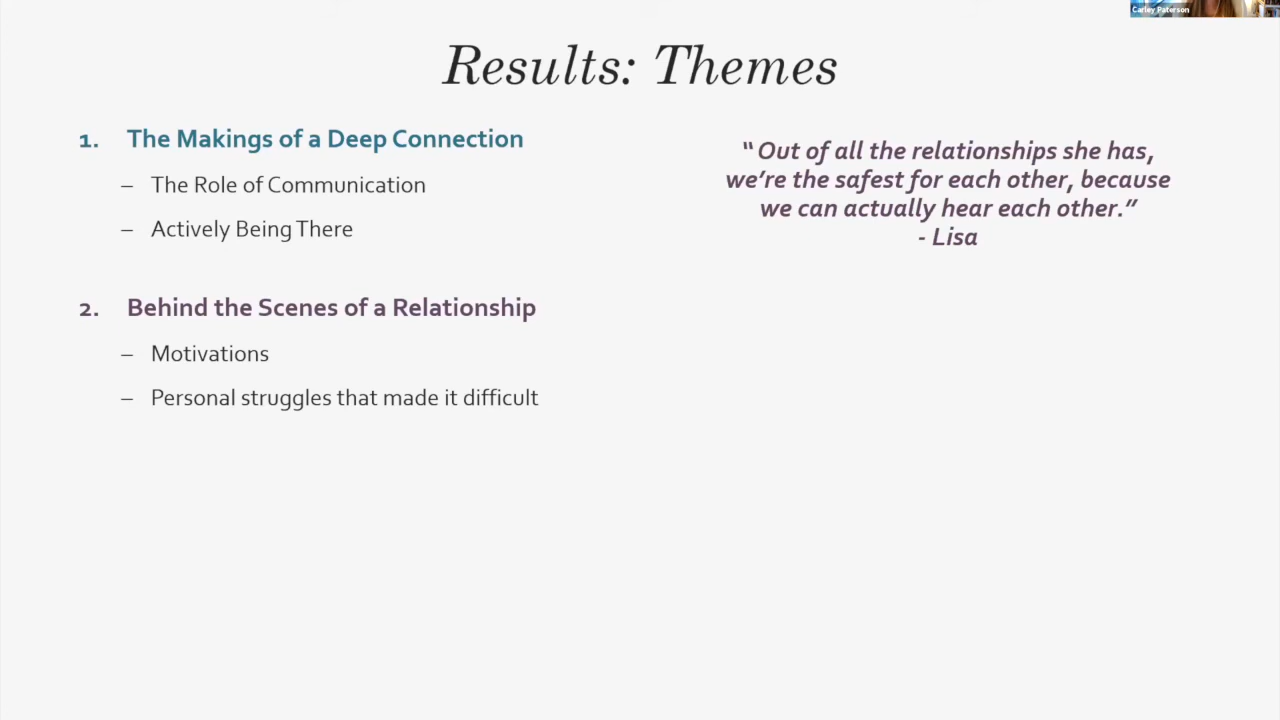 Carley Paterson
Results: Themes
1. The Makings of a Deep Connection
– The Role of Communication
– Actively Being There
2. Behind the Scenes of a Relationship
– Motivations
– Personal struggles that made it difficult
“Out of all the relationships she has,
we’re the safest for each other, because
we can actually hear each other.”
- Lisa